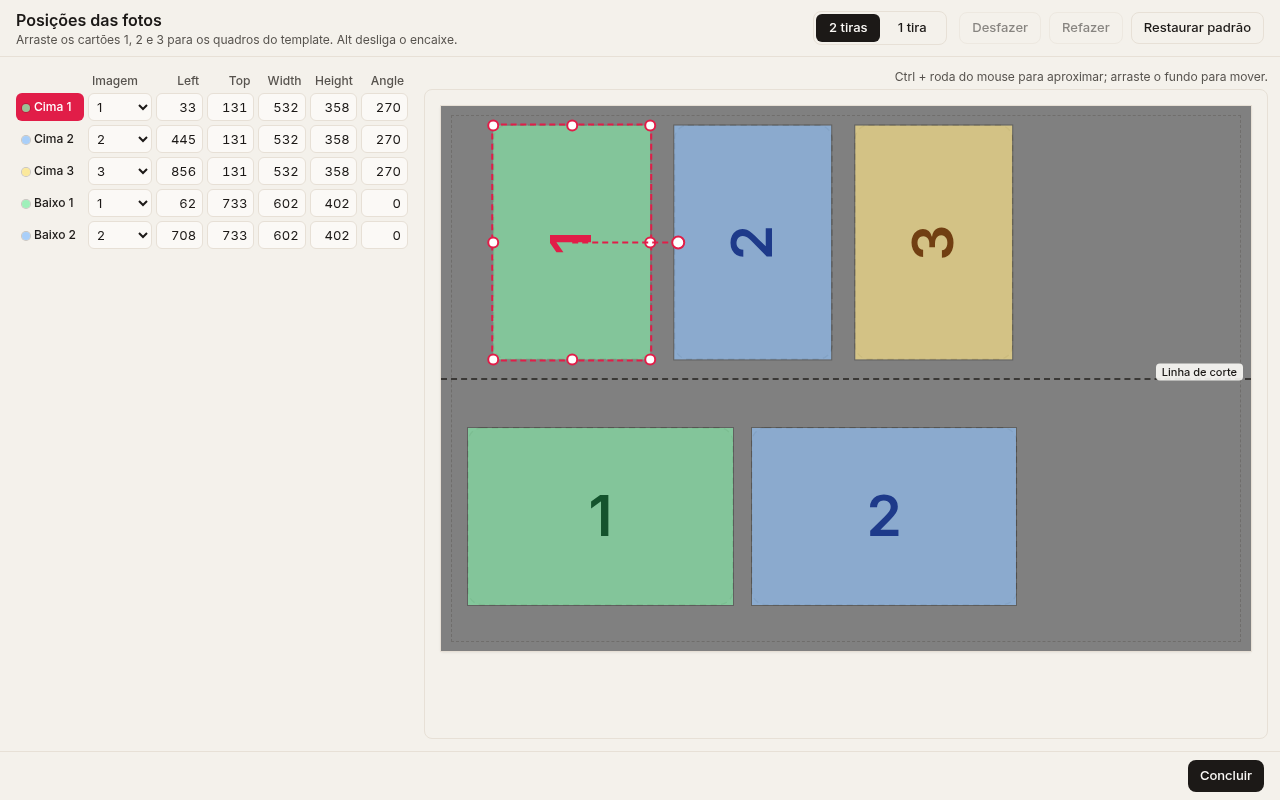 Posições das fotos
Arraste os cartões 1, 2 e 3 para os quadros do template. Alt desliga o encaixe.
2 tiras 1 tira Desfazer Refazer Restaurar padrão
Ctrl + roda do mouse para aproximar; arraste o fundo para mover.
Imagem Left Top Width Height Angle
Cima 1 1 33 131 532 358 270
Cima 2 2 445 131 532 358 270
Cima 3 3 856 131 532 358 270
Baixo 1 1 62 733 602 402 0
Baixo 2 2 708 733 602 402 0
1 2 3
Linha de corte
1 2
Concluir